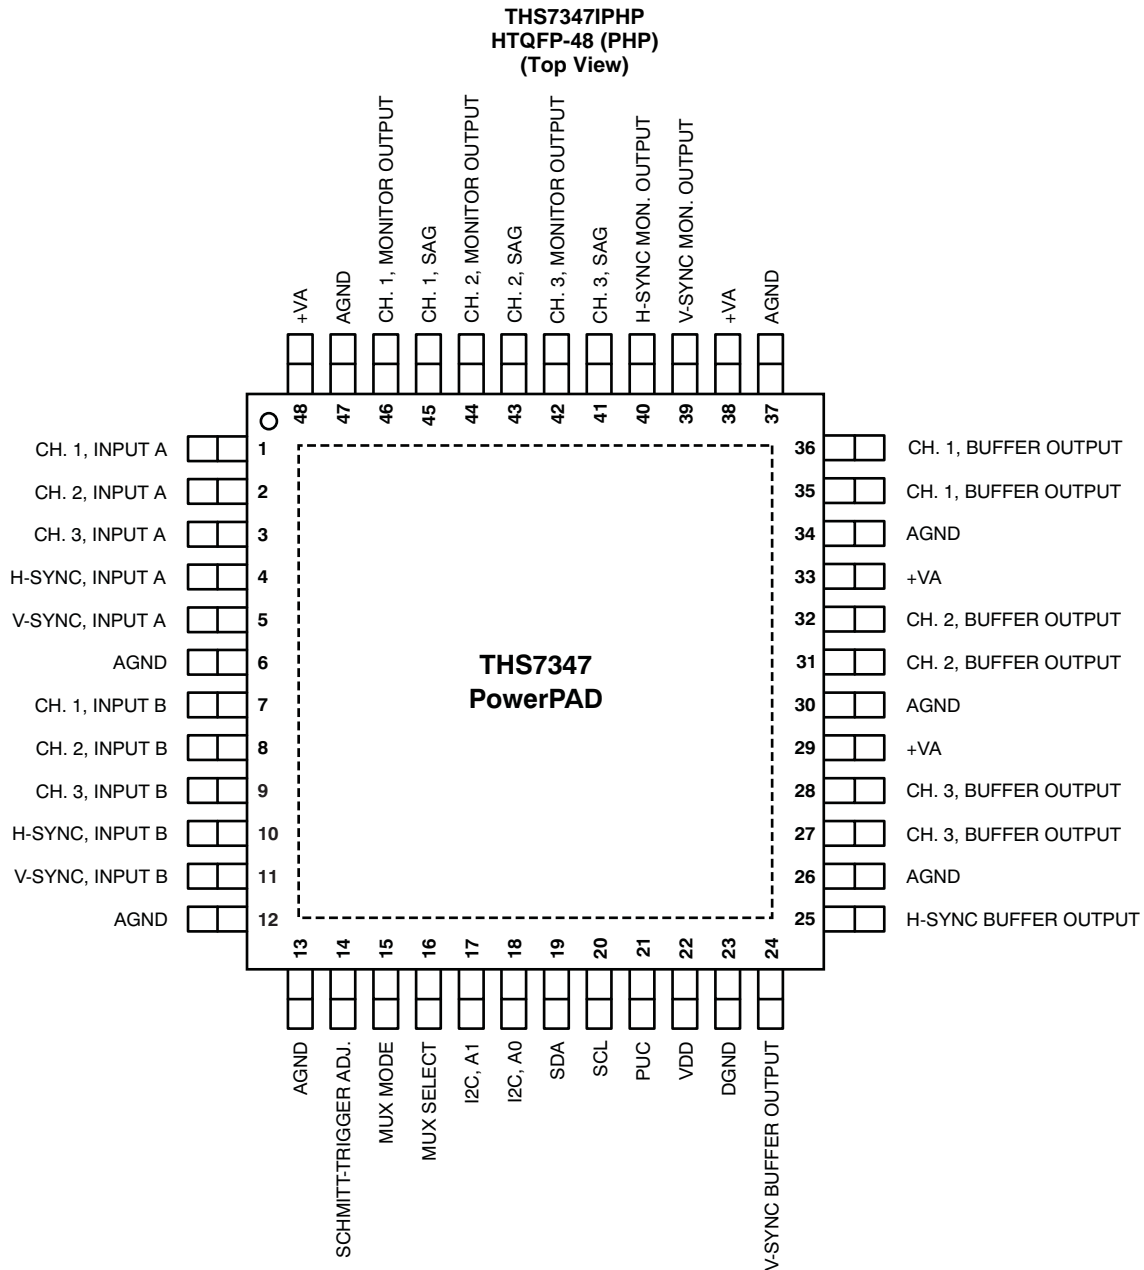 THS7347IPHP
HTQFP-48 (PHP)
(Top View)
+VA
AGND
CH. 1, MONITOR OUTPUT
CH. 1, SAG
CH. 2, MONITOR OUTPUT
CH. 2, SAG
CH. 3, MONITOR OUTPUT
CH. 3, SAG
H-SYNC MON. OUTPUT
V-SYNC MON. OUTPUT
+VA
AGND
48
47
46
45
44
43
42
41
40
39
38
37
CH. 1, INPUT A
1
CH. 2, INPUT A
2
CH. 3, INPUT A
3
H-SYNC, INPUT A
4
V-SYNC, INPUT A
5
AGND
6
CH. 1, INPUT B
7
CH. 2, INPUT B
8
CH. 3, INPUT B
9
H-SYNC, INPUT B
10
V-SYNC, INPUT B
11
AGND
12
THS7347
PowerPAD
36
CH. 1, BUFFER OUTPUT
35
CH. 1, BUFFER OUTPUT
34
AGND
33
+VA
32
CH. 2, BUFFER OUTPUT
31
CH. 2, BUFFER OUTPUT
30
AGND
29
+VA
28
CH. 3, BUFFER OUTPUT
27
CH. 3, BUFFER OUTPUT
26
AGND
25
H-SYNC BUFFER OUTPUT
13
14
15
16
17
18
19
20
21
22
23
24
AGND
SCHMITT-TRIGGER ADJ.
MUX MODE
MUX SELECT
I2C, A1
I2C, A0
SDA
SCL
PUC
VDD
DGND
V-SYNC BUFFER OUTPUT